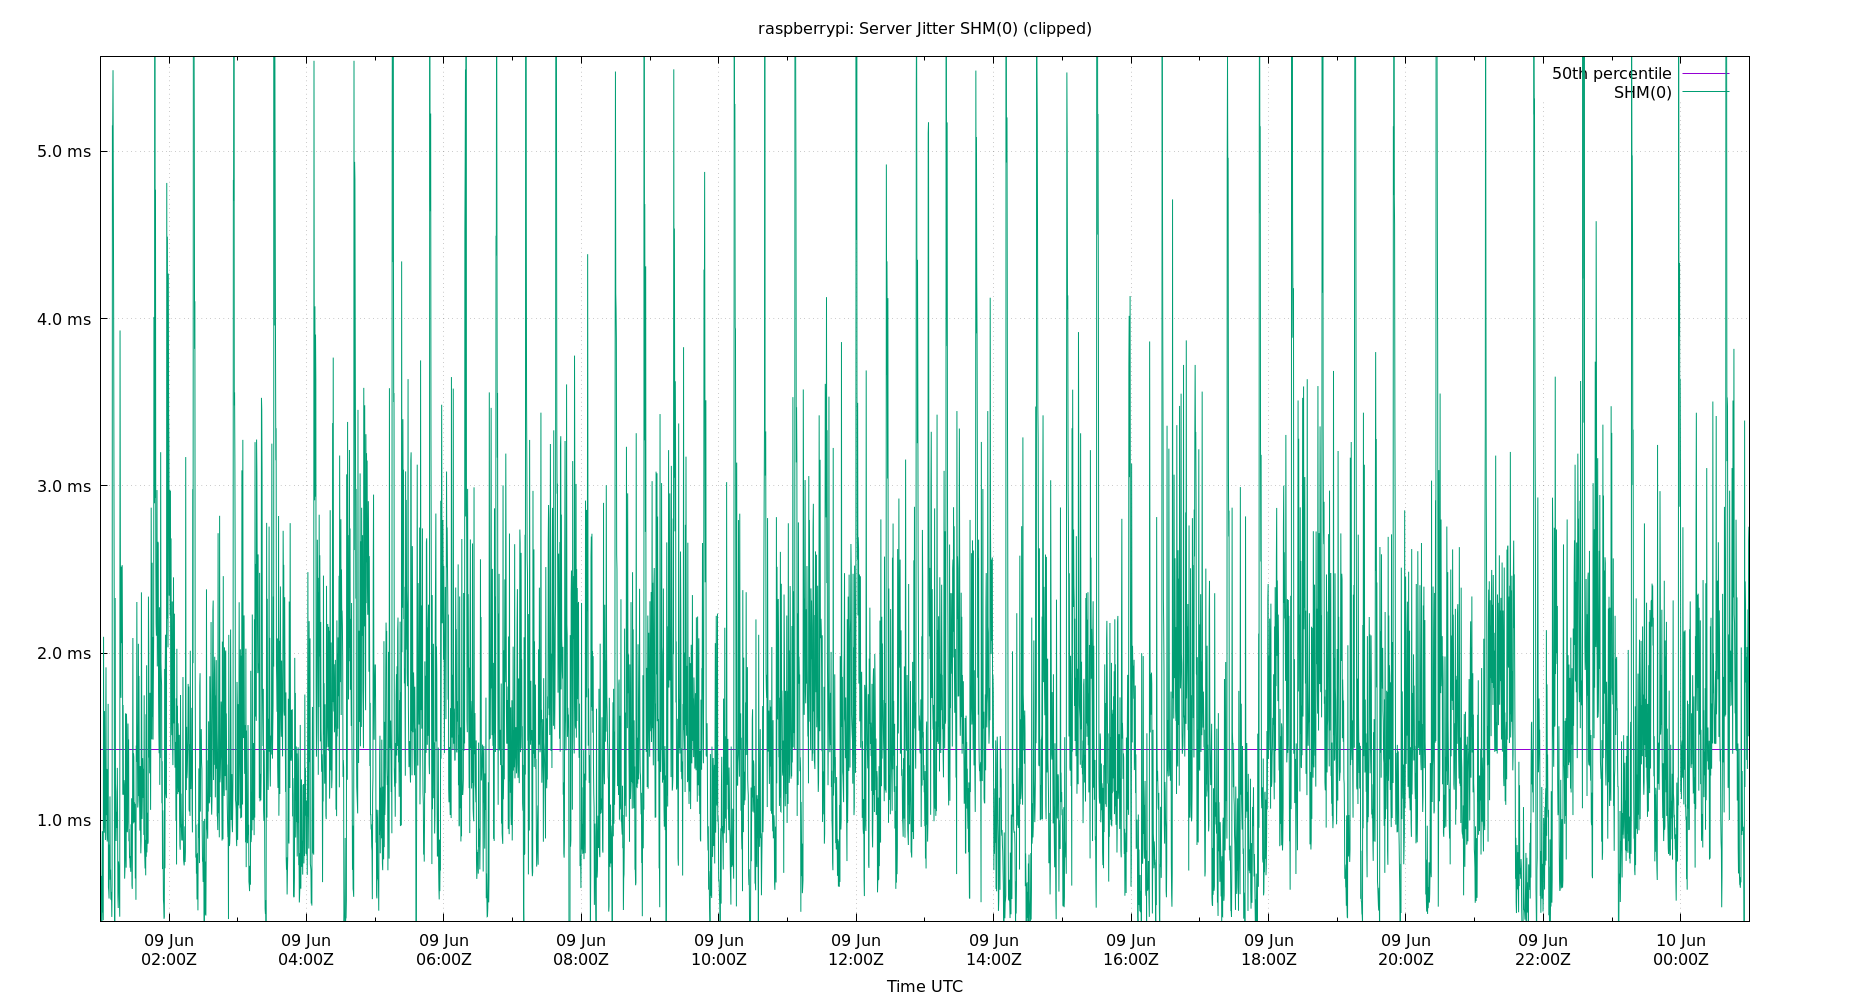 raspberrypi: Server Jitter SHM(0) (clipped)
50th percentile
SHM(0)
5.0 ms
4.0 ms
3.0 ms
2.0 ms
1.0 ms
09 Jun 09 Jun 09 Jun 09 Jun 09 Jun 09 Jun 09 Jun 09 Jun 09 Jun 09 Jun 09 Jun 10 Jun
02:00Z 04:00Z 06:00Z 08:00Z 10:00Z 12:00Z 14:00Z 16:00Z 18:00Z 20:00Z 22:00Z 00:00Z
Time UTC